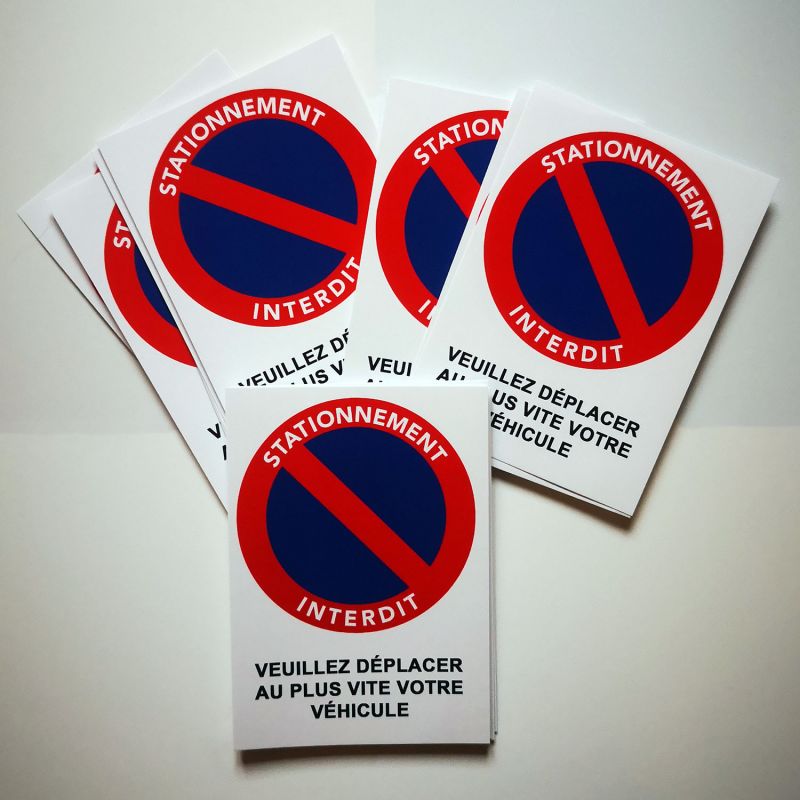 STATIONNEMENT
INTERDIT
VEUILLEZ
STATIONNEMENT
INTERDIT
VEUILLEZ DÉPLACER
AU PLUS VITE VOTRE
VÉHICULE
STATIONNEMENT
INTERDIT
VEUILLEZ DÉPLACER
AU PLUS VITE VOTRE
VÉHICULE